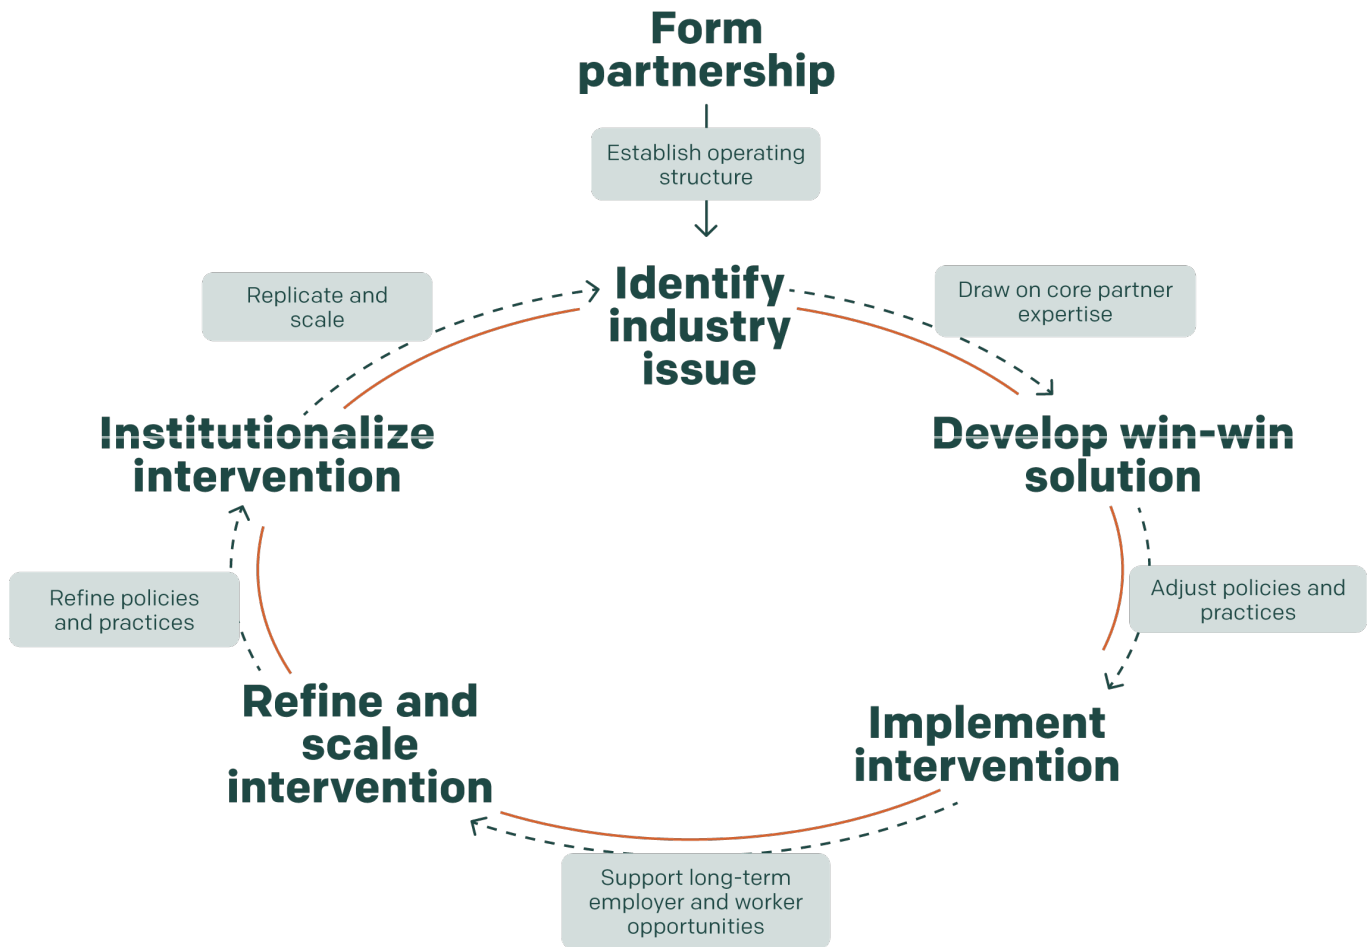 Form
partnership
Establish operating
structure
Identify
industry
issue
Draw on core partner
expertise
Develop win-win
solution
Adjust policies and
practices
Implement
intervention
Support long-term
employer and worker
opportunities
Refine and
scale
intervention
Refine policies
and practices
Institutionalize
intervention
Replicate and
scale